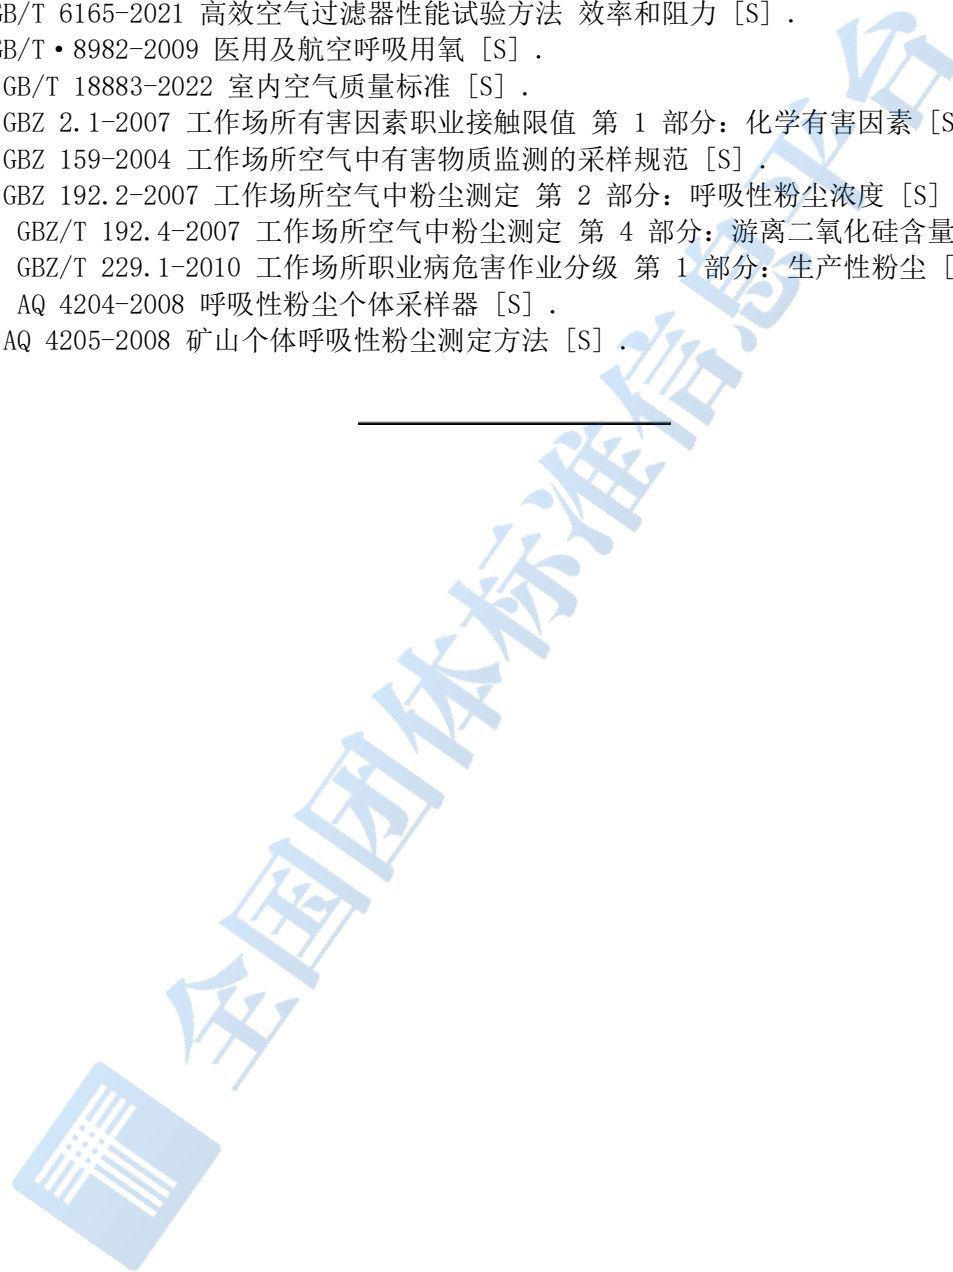 GB/T 6165-2021 高效空气过滤器性能试验方法 效率和阻力 [S] .
GB/T·8982-2009 医用及航空呼吸用氧 [S] .
GB/T 18883-2022 室内空气质量标准 [S] .
GBZ 2.1-2007 工作场所有害因素职业接触限值 第 1 部分：化学有害因素 [S
GBZ 159-2004 工作场所空气中有害物质监测的采样规范 [S] .
GBZ 192.2-2007 工作场所空气中粉尘测定 第 2 部分：呼吸性粉尘浓度 [S]
GBZ/T 192.4-2007 工作场所空气中粉尘测定 第 4 部分：游离二氧化硅含量
GBZ/T 229.1-2010 工作场所职业病危害作业分级 第 1 部分：生产性粉尘 [
AQ 4204-2008 呼吸性粉尘个体采样器 [S] .
AQ 4205-2008 矿山个体呼吸性粉尘测定方法 [S] .
全国团体标准信息平台